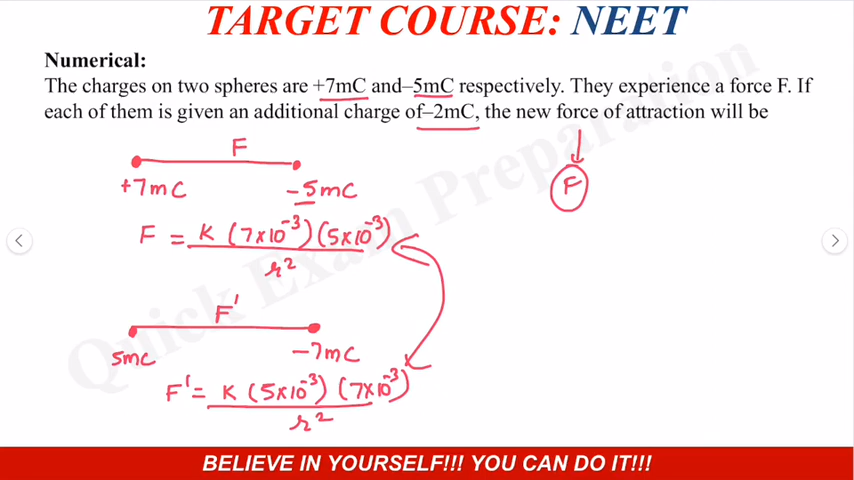 TARGET COURSE: NEET
Numerical:
The charges on two spheres are +7mC and–5mC respectively. They experience a force F. If
each of them is given an additional charge of–2mC, the new force of attraction will be
F
+7mC -5mC
F
F = K (7×10⁻³)(5×10⁻³)
r²
F'
5mC -7mC
F' = K (5×10⁻³) (7×10⁻³)
r²
Quick Exam Preparation
BELIEVE IN YOURSELF!!! YOU CAN DO IT!!!